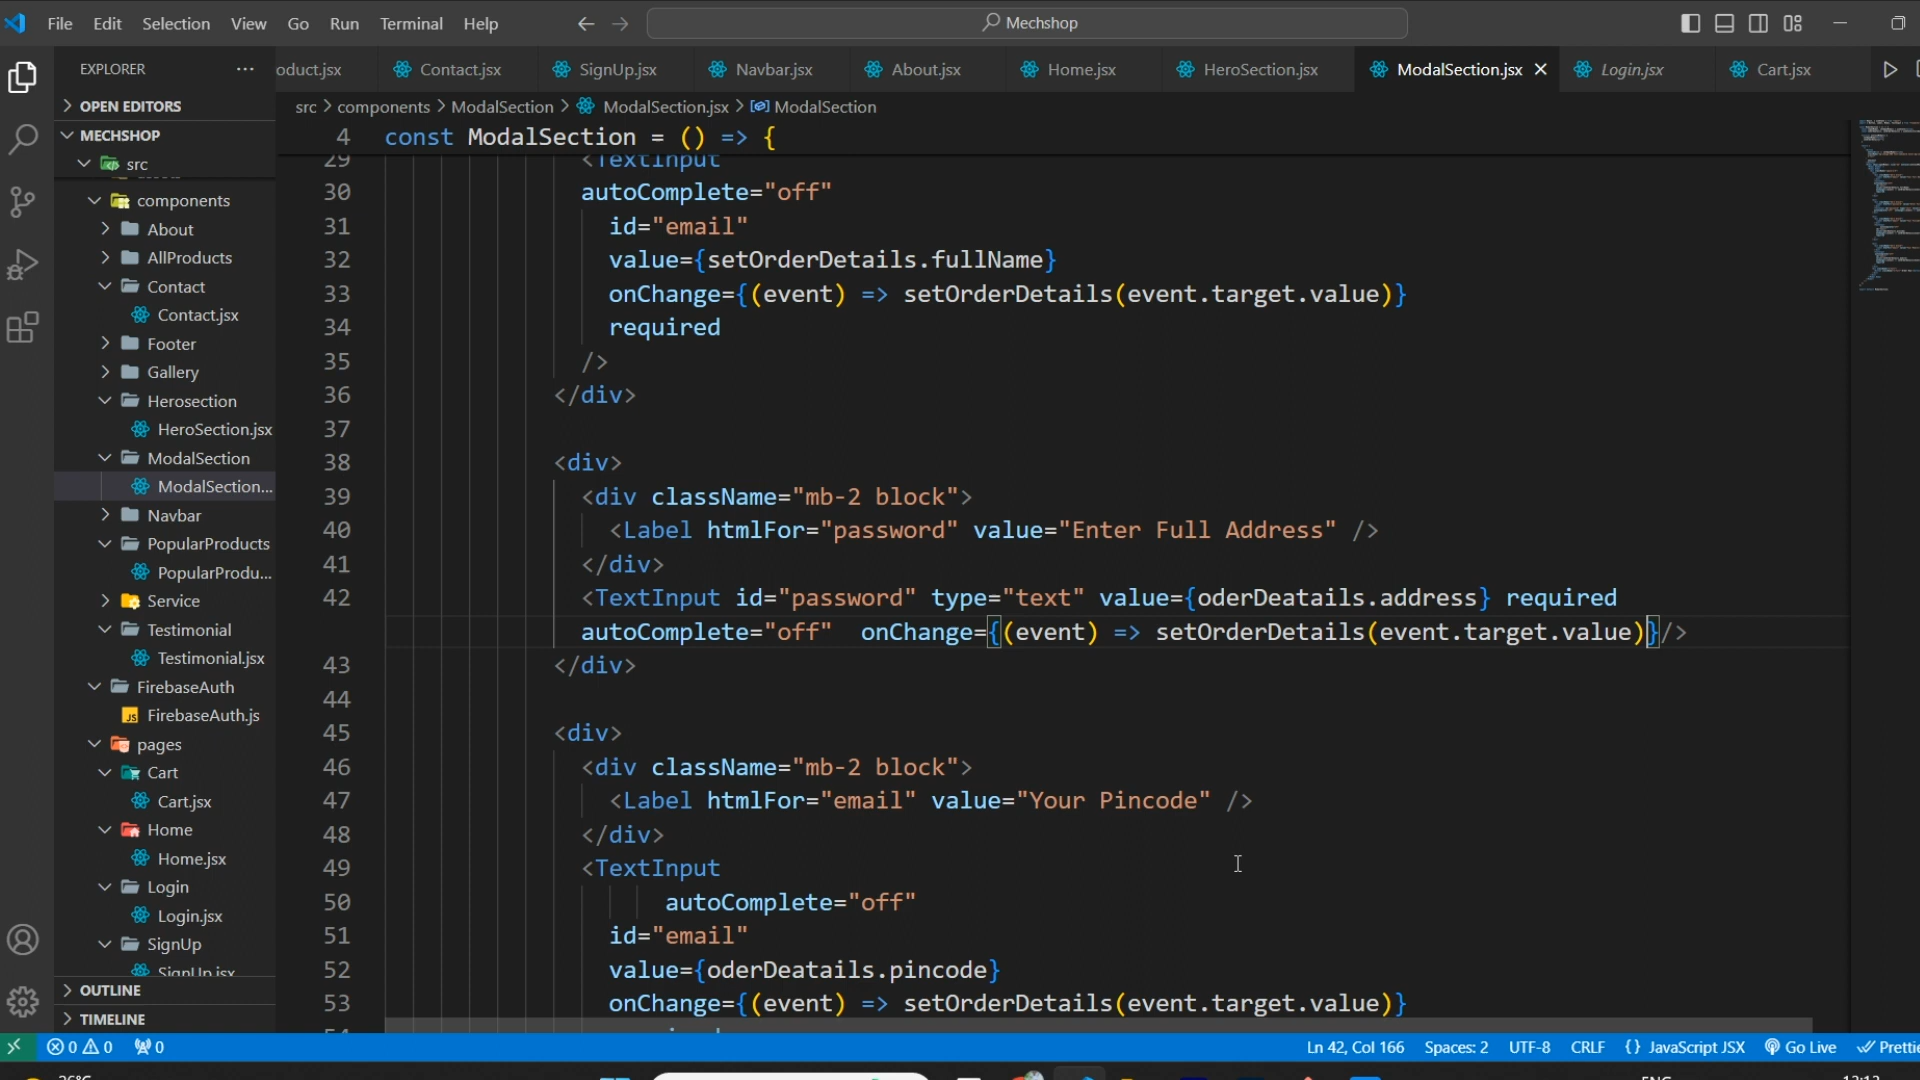 File Edit Selection View Go Run Terminal Help
Mechshop
EXPLORER
oduct.jsx Contact.jsx SignUp.jsx Navbar.jsx About.jsx Home.jsx HeroSection.jsx ModalSection.jsx Login.jsx Cart.jsx
OPEN EDITORS
MECHSHOP
src
components
About
AllProducts
Contact
Contact.jsx
Footer
Gallery
Herosection
HeroSection.jsx
ModalSection
ModalSection...
Navbar
PopularProducts
PopularProdu...
Service
Testimonial
Testimonial.jsx
FirebaseAuth
FirebaseAuth.js
pages
Cart
Cart.jsx
Home
Home.jsx
Login
Login.jsx
SignUp
SignUp.jsx
OUTLINE
TIMELINE
src > components > ModalSection > ModalSection.jsx > ModalSection
4 const ModalSection = () => {
29 <TextInput
30 autoComplete="off"
31 id="email"
32 value={setOrderDetails.fullName}
33 onChange={(event) => setOrderDetails(event.target.value)}
34 required
35 />
36 </div>
37
38 <div>
39 <div className="mb-2 block">
40 <Label htmlFor="password" value="Enter Full Address" />
41 </div>
42 <TextInput id="password" type="text" value={oderDeatails.address} required
autoComplete="off" onChange={(event) => setOrderDetails(event.target.value)}/>
43 </div>
44
45 <div>
46 <div className="mb-2 block">
47 <Label htmlFor="email" value="Your Pincode" />
48 </div>
49 <TextInput
50 autoComplete="off"
51 id="email"
52 value={oderDeatails.pincode}
53 onChange={(event) => setOrderDetails(event.target.value)}
0 0 0 Ln 42, Col 166 Spaces: 2 UTF-8 CRLF {} JavaScript JSX Go Live Prettie